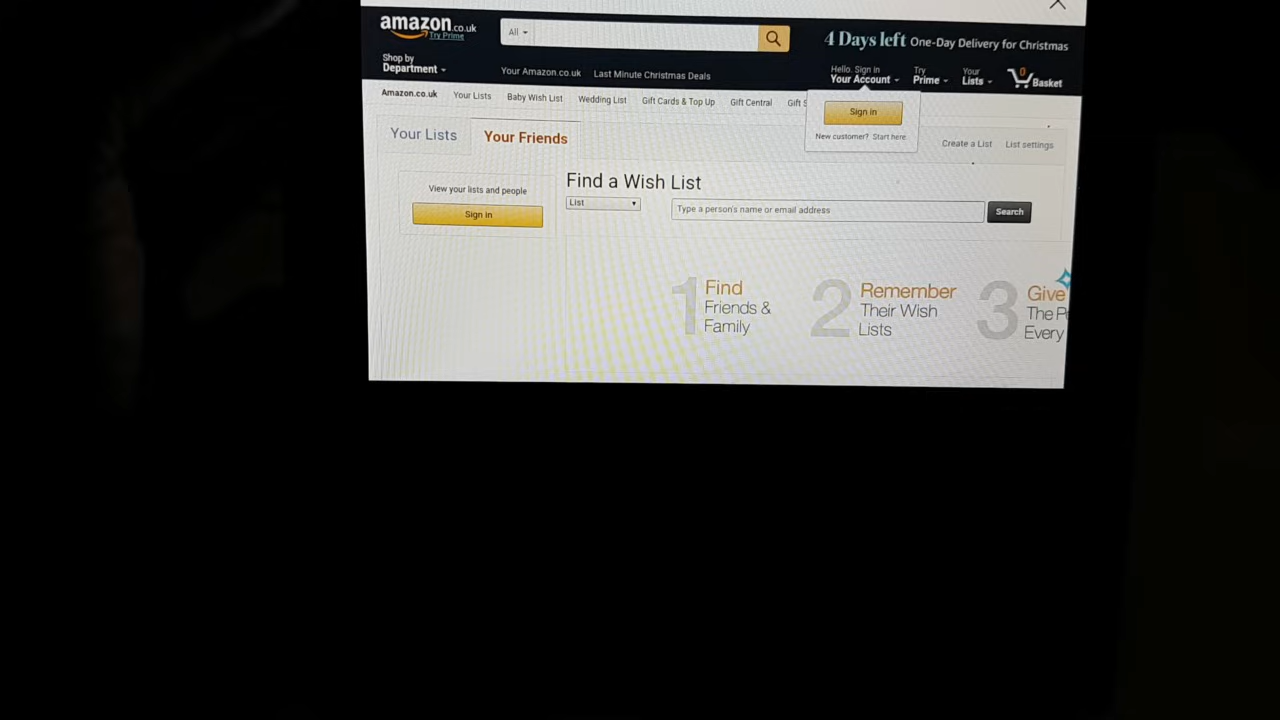 amazon.co.uk
Try Prime
All
4 Days left One-Day Delivery for Christmas
Shop by
Department
Your Amazon.co.uk
Last Minute Christmas Deals
Hello. Sign in
Your Account
Try
Prime
Your
Lists
0
Basket
Amazon.co.uk
Your Lists
Baby Wish List
Wedding List
Gift Cards & Top Up
Gift Central
Gift
Sign in
New customer? Start here.
Your Lists
Your Friends
Create a List
List settings
View your lists and people
Sign in
Find a Wish List
List
Type a person's name or email address
Search
1 Find
Friends &
Family
2 Remember
Their Wish
Lists
3 Give
The
Every